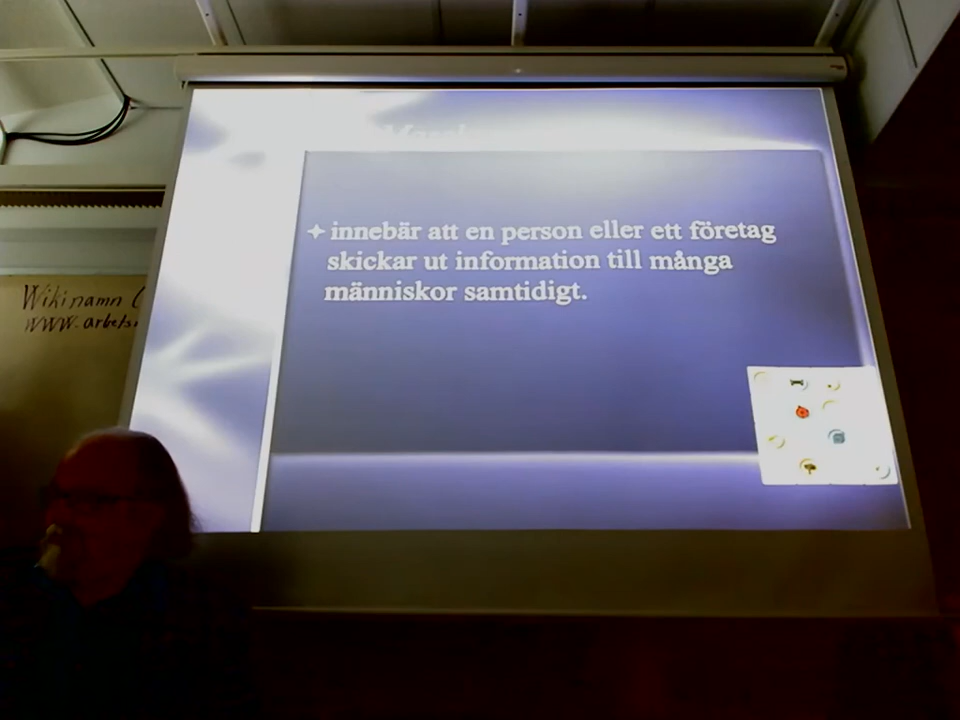 innebär att en person eller ett företag
skickar ut information till många
människor samtidigt.
Wikinamn (
www.arbets